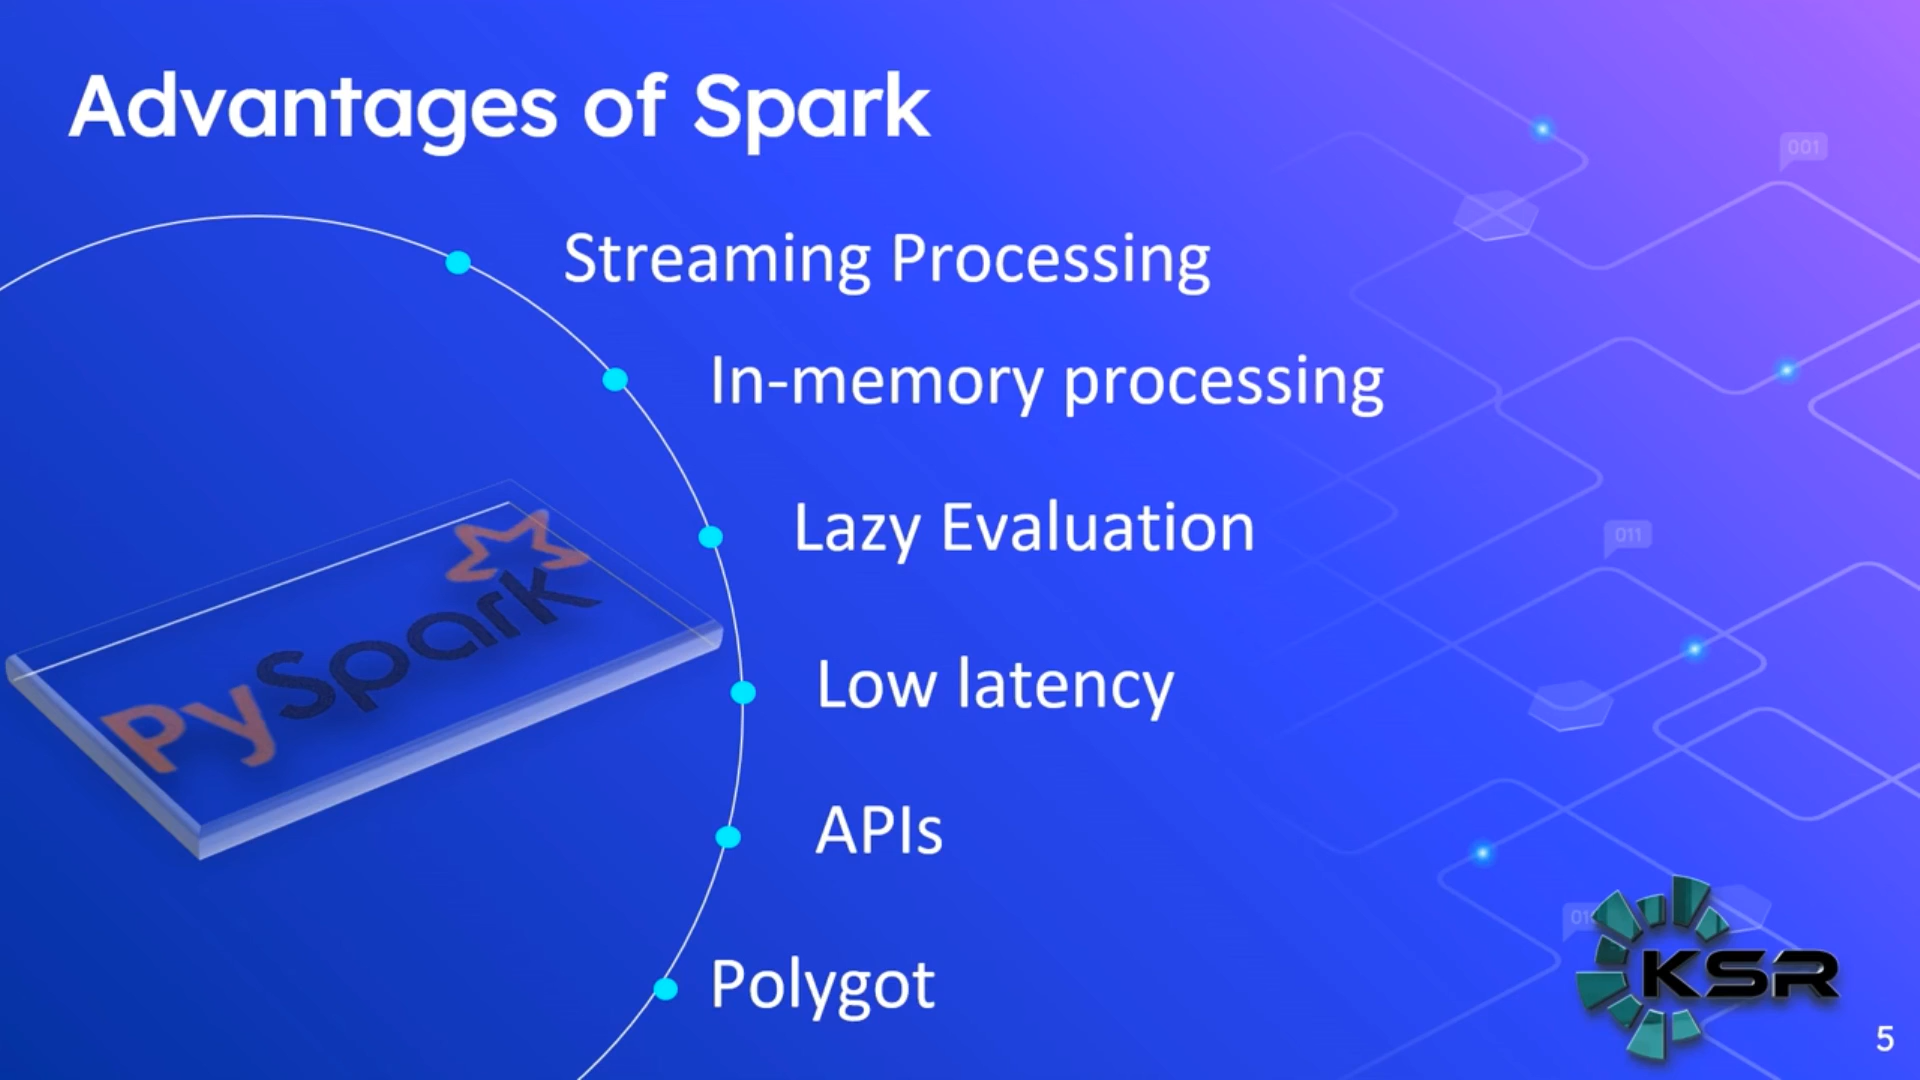 Advantages of Spark
001
Streaming Processing
In-memory processing
Lazy Evaluation
011
PySpark
Low latency
APIs
Polygot
KSR
5